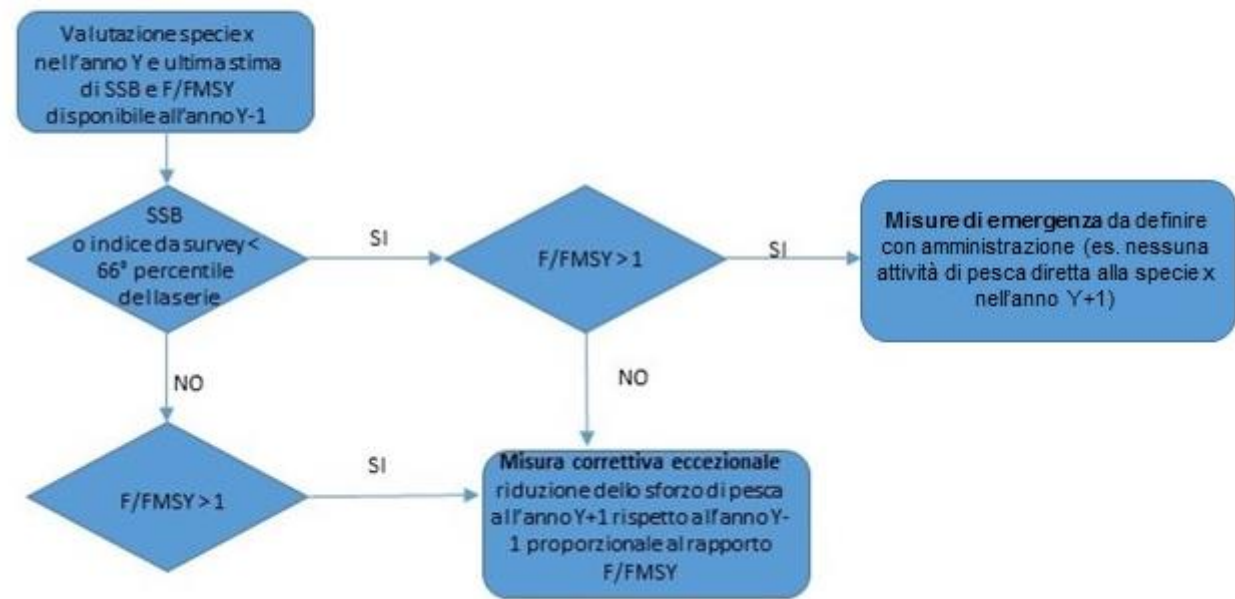 Valutazione specie x
nell'anno Y e ultima stima
di SSB e F/FMSY
disponibile all'anno Y-1
SSB
o indice da survey <
66° percentile
della serie
SI
F/FMSY > 1
SI
Misure di emergenza da definire
con amministrazione (es. nessuna
attività di pesca diretta alla specie x
nell'anno Y+1)
NO
NO
F/FMSY > 1
SI
Misura correttiva eccezionale
riduzione dello sforzo di pesca
all'anno Y+1 rispetto all'anno Y-
1 proporzionale al rapporto
F/FMSY